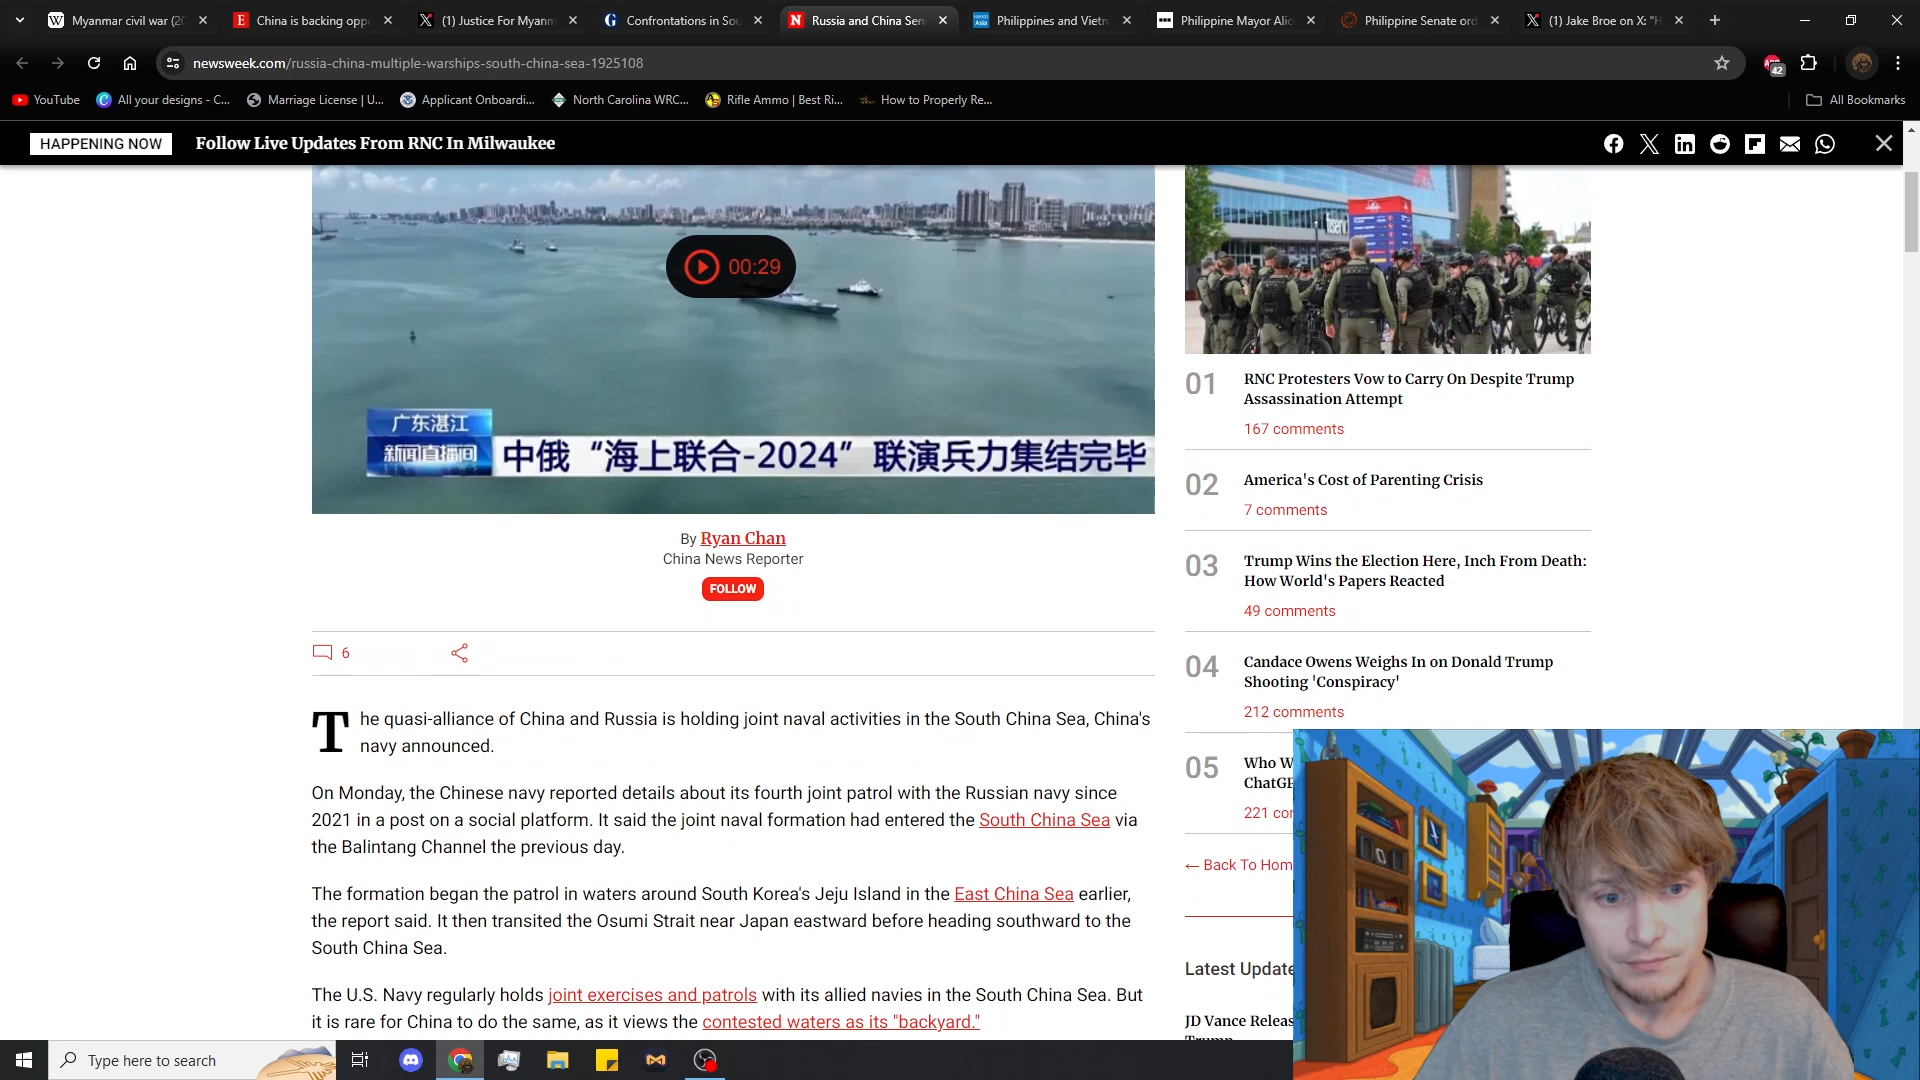 Myanmar civil war (20
China is backing oppo
(1) Justice For Myanm
Confrontations in Sou
Russia and China Sen
Philippines and Vietn
Philippine Mayor Alic
Philippine Senate ord
(1) Jake Broe on X: "H
newsweek.com/russia-china-multiple-warships-south-china-sea-1925108
42
YouTube
All your designs - C...
Marriage License | U...
Applicant Onboardi...
North Carolina WRC...
Rifle Ammo | Best Ri...
How to Properly Re...
All Bookmarks
HAPPENING NOW
Follow Live Updates From RNC In Milwaukee
00:29
广东湛江
新闻直播间
中俄“海上联合-2024”联演兵力集结完毕
By Ryan Chan
China News Reporter
FOLLOW
6
The quasi-alliance of China and Russia is holding joint naval activities in the South China Sea, China's
navy announced.
On Monday, the Chinese navy reported details about its fourth joint patrol with the Russian navy since
2021 in a post on a social platform. It said the joint naval formation had entered the South China Sea via
the Balintang Channel the previous day.
The formation began the patrol in waters around South Korea's Jeju Island in the East China Sea earlier,
the report said. It then transited the Osumi Strait near Japan eastward before heading southward to the
South China Sea.
The U.S. Navy regularly holds joint exercises and patrols with its allied navies in the South China Sea. But
it is rare for China to do the same, as it views the contested waters as its "backyard."
01
RNC Protesters Vow to Carry On Despite Trump
Assassination Attempt
167 comments
02
America's Cost of Parenting Crisis
7 comments
03
Trump Wins the Election Here, Inch From Death:
How World's Papers Reacted
49 comments
04
Candace Owens Weighs In on Donald Trump
Shooting 'Conspiracy'
212 comments
05
Who W
ChatGP
221 co
← Back To Hom
Latest Update
JD Vance Releas
Type here to search